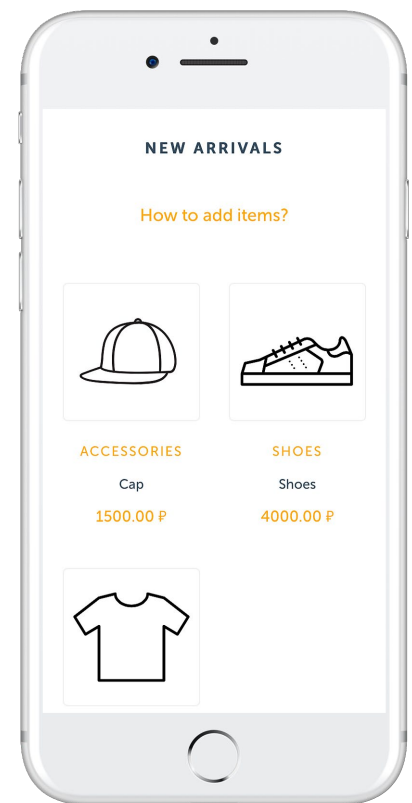 NEW ARRIVALS
How to add items?
ACCESSORIES
Cap
1500.00 ₽
SHOES
Shoes
4000.00 ₽